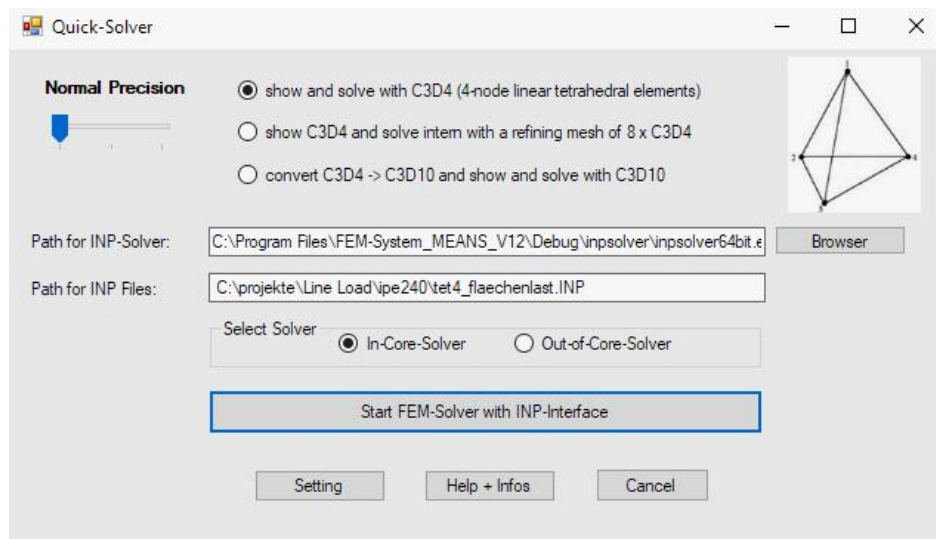 Quick-Solver
Normal Precision
show and solve with C3D4 (4-node linear tetrahedral elements)
show C3D4 and solve intern with a refining mesh of 8 x C3D4
convert C3D4 -> C3D10 and show and solve with C3D10
1
2
4
3
Path for INP-Solver: C:\Program Files\FEM-System_MEANS_V12\Debug\inpsolver\inpsolver64bit.e Browser
Path for INP Files: C:\projekte\Line Load\ipe240\tet4_flaechenlast.INP
Select Solver
In-Core-Solver Out-of-Core-Solver
Start FEM-Solver with INP-Interface
Setting Help + Infos Cancel